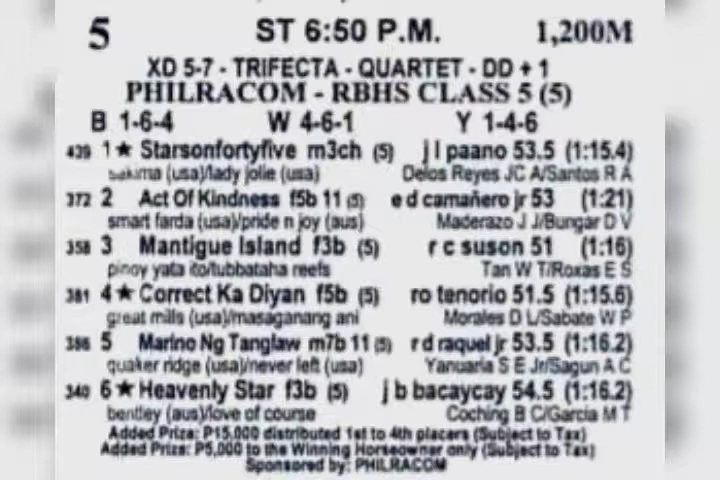 5 ST 6:50 P.M. 1,200M
XD 5-7 - TRIFECTA - QUARTET - DD + 1
PHILRACOM - RBHS CLASS 5 (5)
B 1-6-4 W 4-6-1 Y 1-4-6
439 1★ Starsonfortyfive m3ch (5) j l paano 53.5 (1:15.4)
sakima (usa)/lady jolie (usa) Delos Reyes JC A/Santos R A
372 2 Act Of Kindness f5b 11 (5) e d camañero jr 53 (1:21)
smart farda (usa)/pride n joy (aus) Maderazo J J/Bungar D V
358 3 Mantigue Island f3b (5) r c suson 51 (1:16)
pinoy yata ito/tubbataha reefs Tan W T/Roxas E S
381 4★ Correct Ka Diyan f5b (5) ro tenorio 51.5 (1:15.6)
great mills (usa)/masaganang ani Morales D L/Sabate W P
386 5 Marino Ng Tanglaw m7b 11 (5) r d raquel jr 53.5 (1:16.2)
quaker ridge (usa)/never left (usa) Yanuaria S E Jr/Sagun A C
340 6★ Heavenly Star f3b (5) j b bacaycay 54.5 (1:16.2)
bentley (aus)/love of course Coching B C/Garcia M T
Added Prize: P15,000 distributed 1st to 4th placers (Subject to Tax)
Added Prize: P5,000 to the Winning Horseowner only (Subject to Tax)
Sponsored by: PHILRACOM